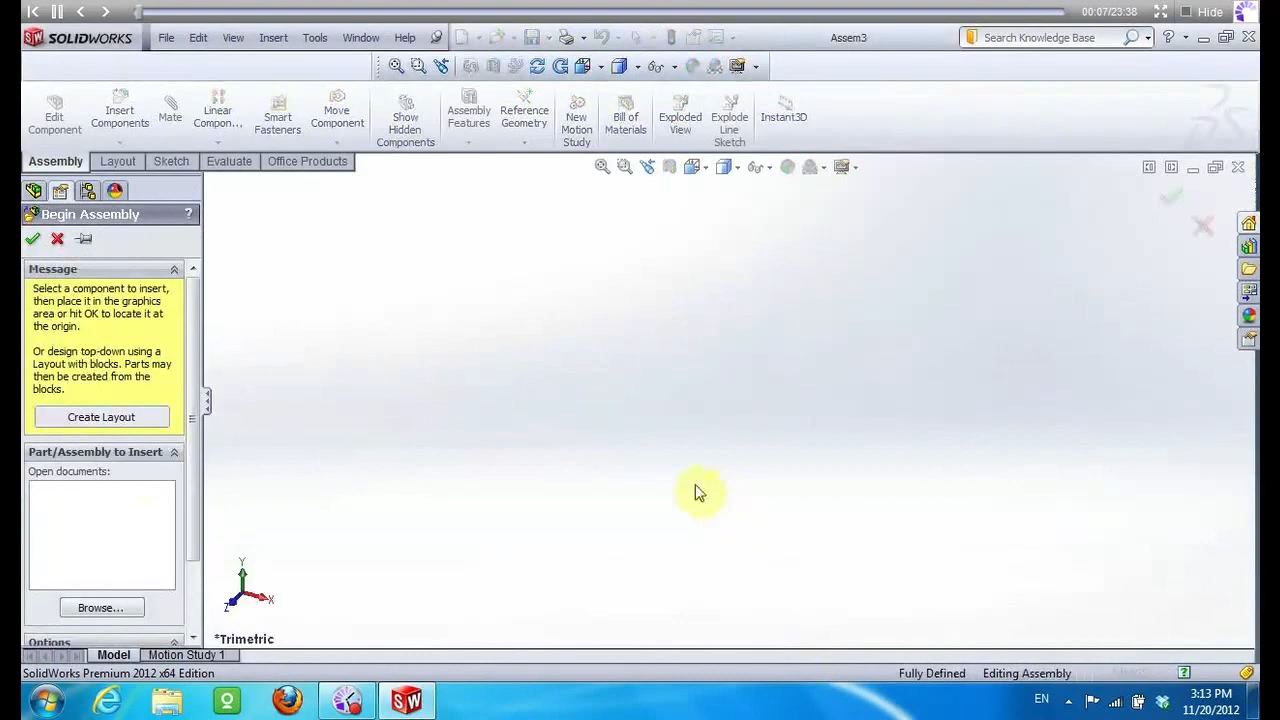 00:07/23:38
Hide
SOLIDWORKS
File Edit View Insert Tools Window Help
Assem3
Search Knowledge Base
Edit Component
Insert Components
Mate
Linear Compon...
Smart Fasteners
Move Component
Show Hidden Components
Assembly Features
Reference Geometry
New Motion Study
Bill of Materials
Exploded View
Explode Line Sketch
Instant3D
Assembly Layout Sketch Evaluate Office Products
Begin Assembly
?
Message
Select a component to insert,
then place it in the graphics
area or hit OK to locate it at
the origin.
Or design top-down using a
Layout with blocks. Parts may
then be created from the
blocks.
Create Layout
Part/Assembly to Insert
Open documents:
Browse...
Options
Y
X
Z
*Trimetric
Model Motion Study 1
SolidWorks Premium 2012 x64 Edition
Fully Defined
Editing Assembly
EN
3:13 PM
11/20/2012